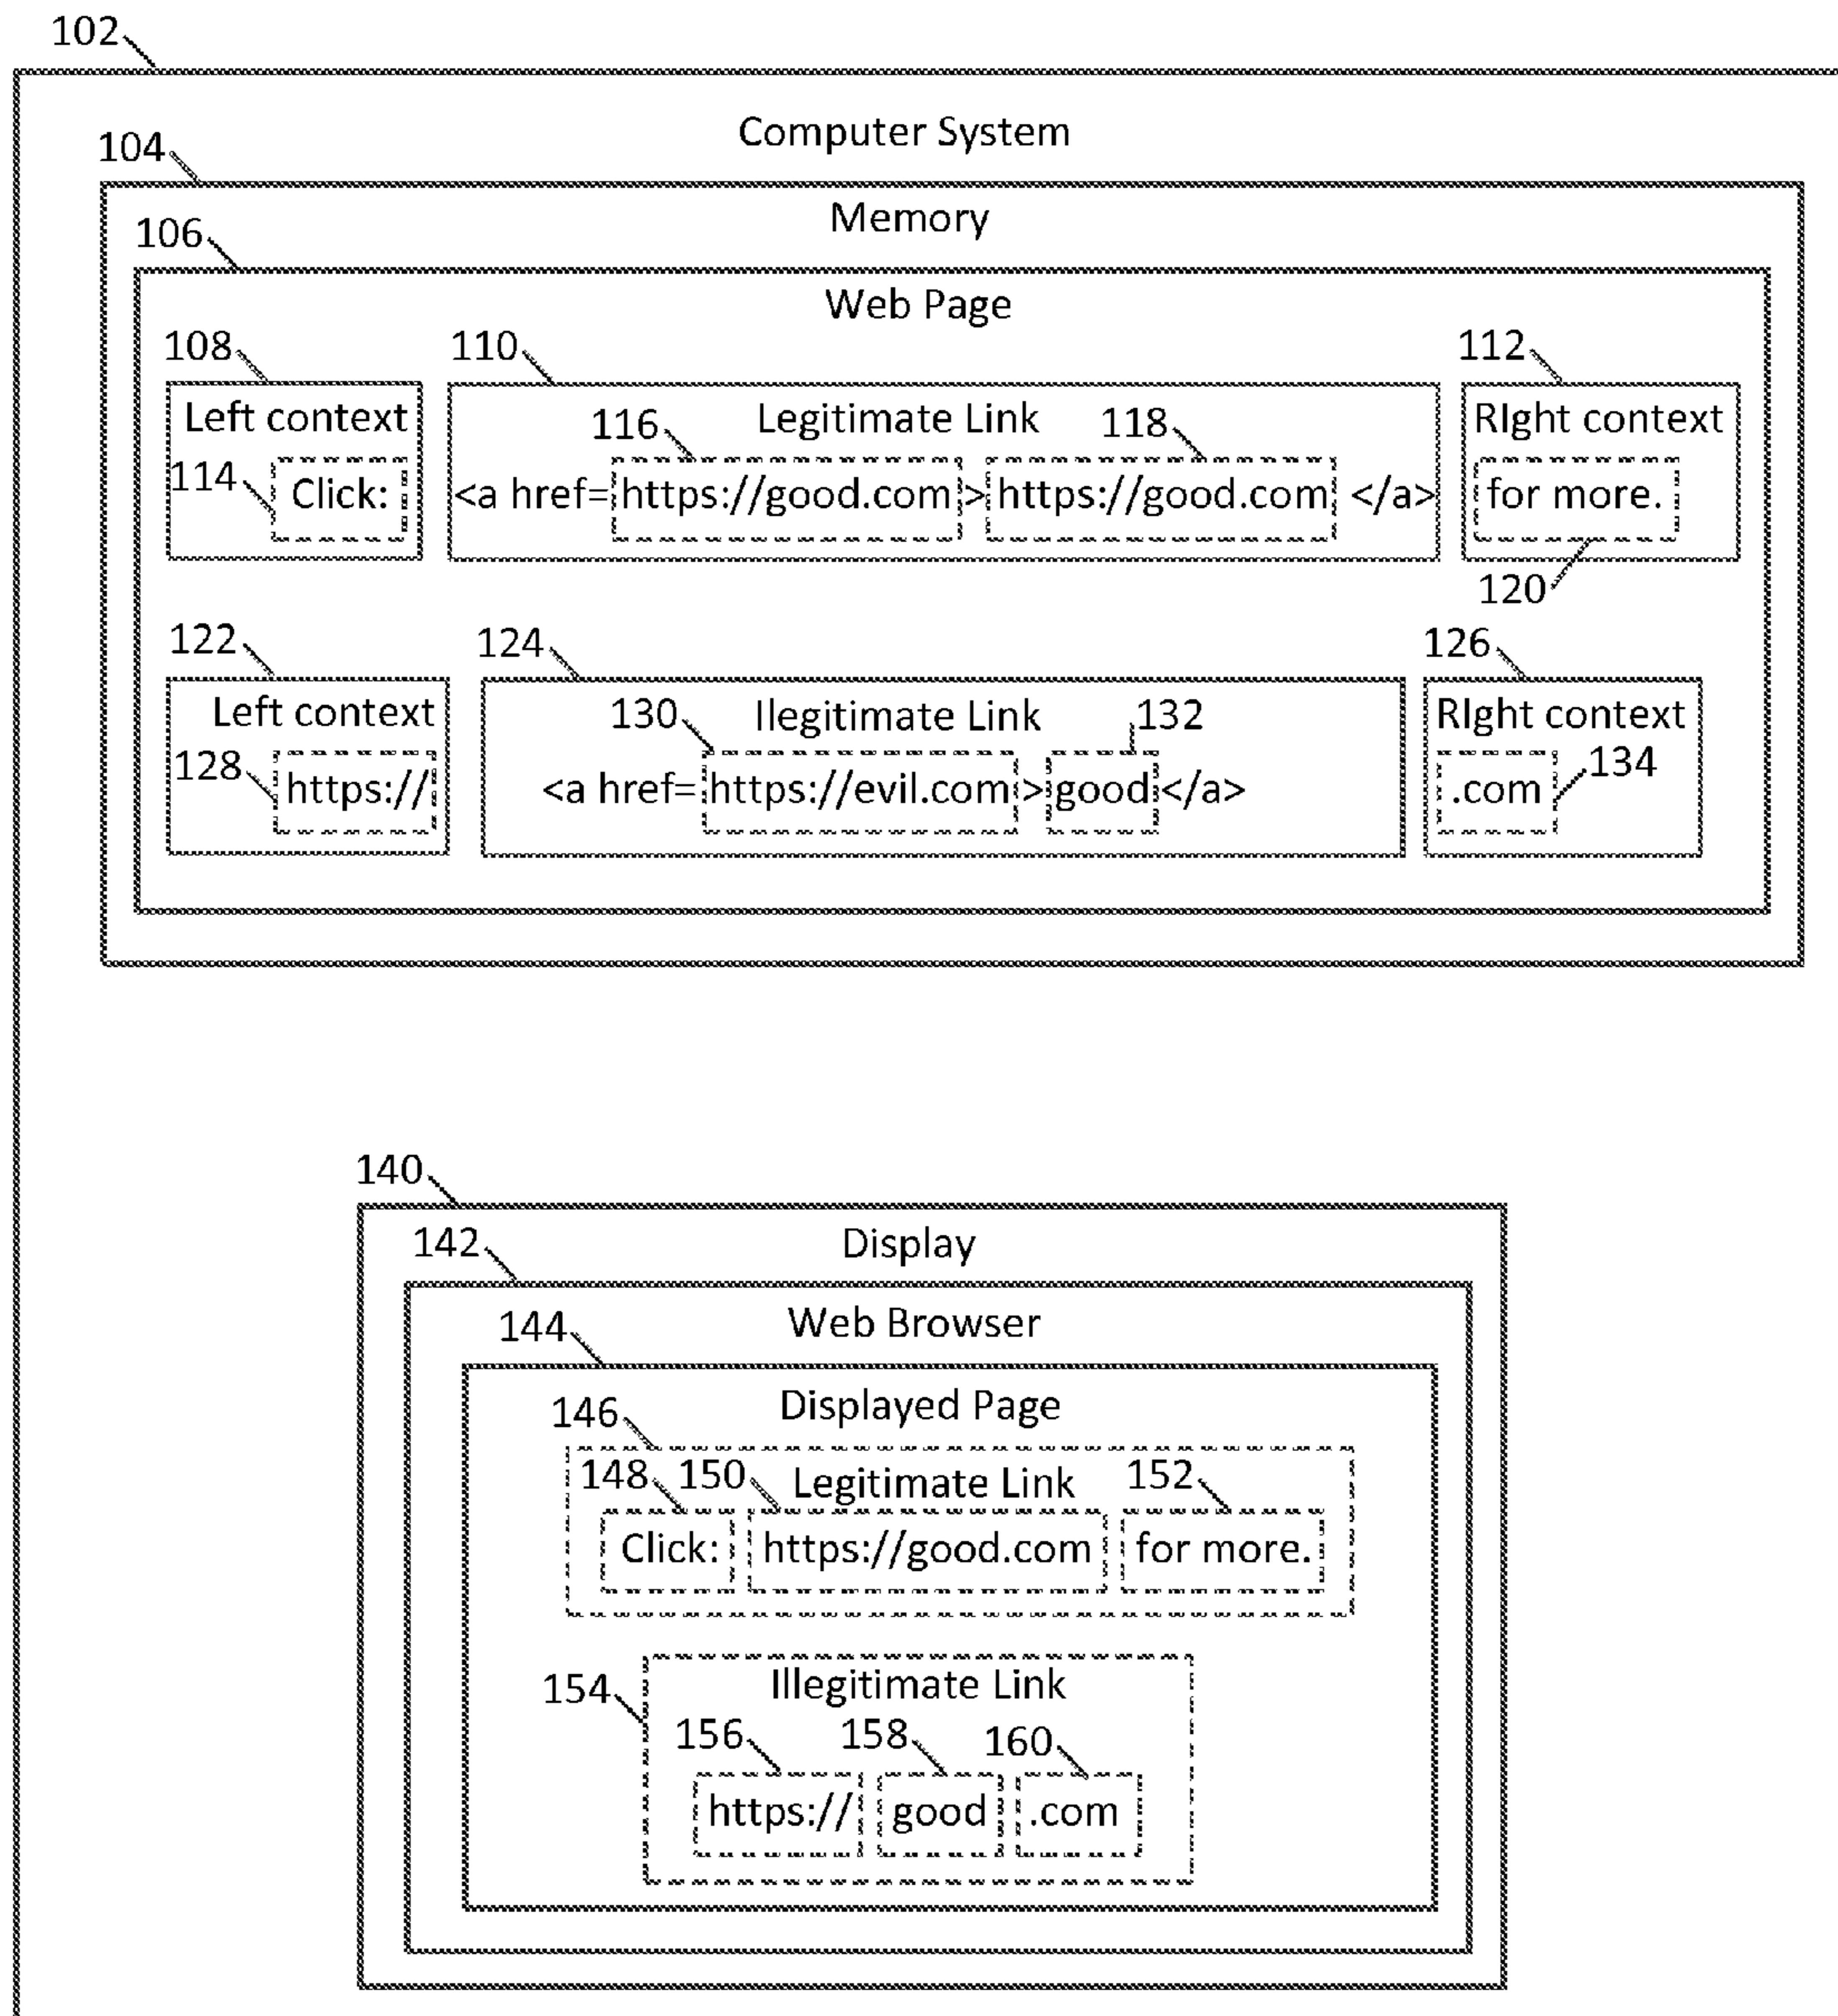 102
Computer System
104
Memory
106
Web Page
108 110 112
Left context Legitimate Link RIght context
116 118
114 Click: <a href= https://good.com > https://good.com </a> for more.
120
122 124 126
Left context Ilegitimate Link RIght context
130 132
128 https:// <a href= https://evil.com > good </a> .com 134
140
Display
142
Web Browser
144
Displayed Page
146
Legitimate Link
148 150 152
Click: https://good.com for more.
Illegitimate Link
154
156 158 160
https:// good .com